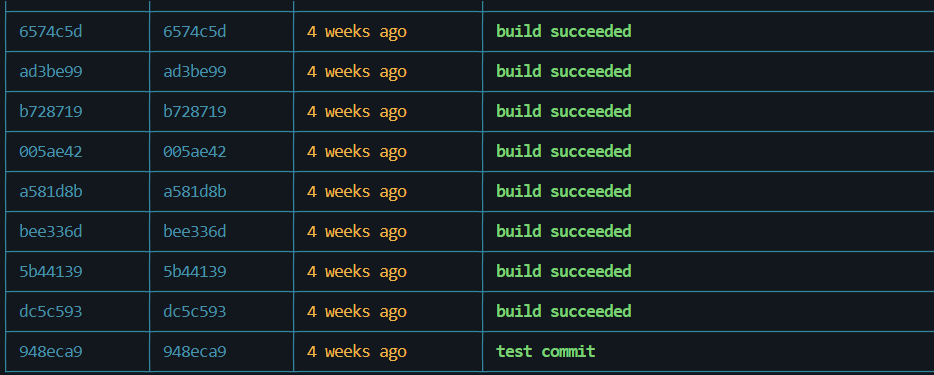 6574c5d 6574c5d 4 weeks ago build succeeded
ad3be99 ad3be99 4 weeks ago build succeeded
b728719 b728719 4 weeks ago build succeeded
005ae42 005ae42 4 weeks ago build succeeded
a581d8b a581d8b 4 weeks ago build succeeded
bee336d bee336d 4 weeks ago build succeeded
5b44139 5b44139 4 weeks ago build succeeded
dc5c593 dc5c593 4 weeks ago build succeeded
948eca9 948eca9 4 weeks ago test commit